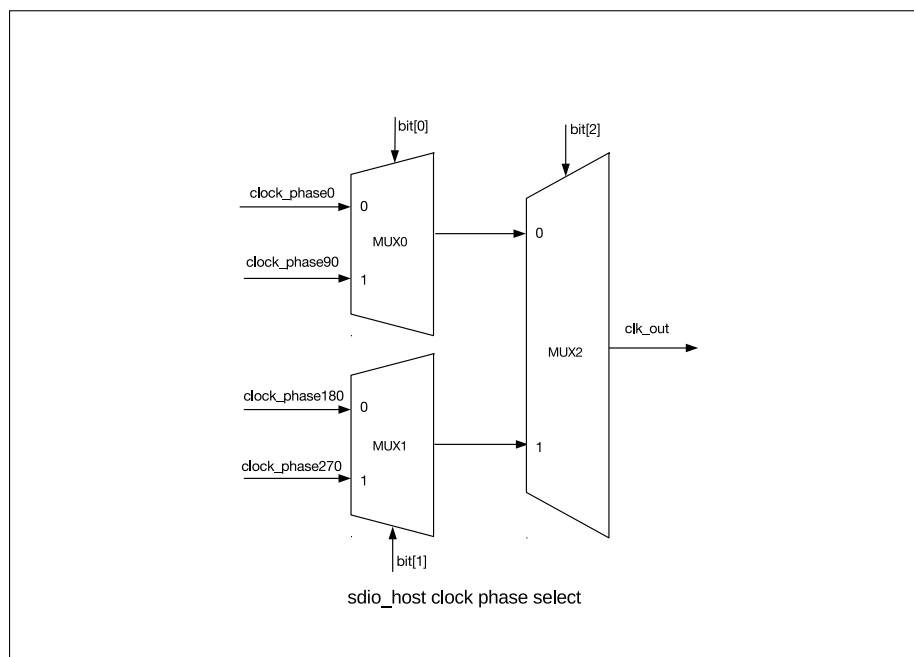 bit[0]
bit[2]
clock_phase0
0
MUX0
0
clock_phase90
1
clk_out
MUX2
clock_phase180
0
MUX1
1
clock_phase270
1
bit[1]
sdio_host clock phase select